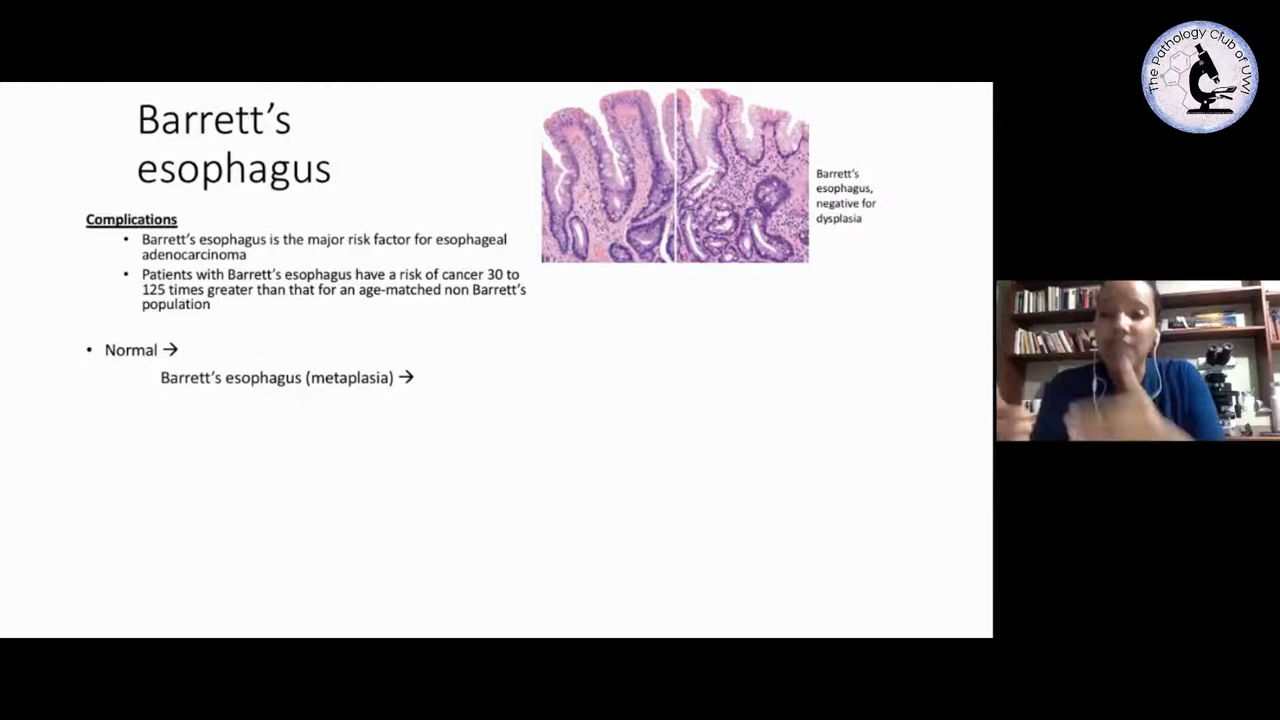 Barrett’s
esophagus
Complications
• Barrett’s esophagus is the major risk factor for esophageal
adenocarcinoma
• Patients with Barrett’s esophagus have a risk of cancer 30 to
125 times greater than that for an age-matched non Barrett’s
population
• Normal →
Barrett’s esophagus (metaplasia) →
Barrett’s
esophagus,
negative for
dysplasia
The Pathology Club of UWI